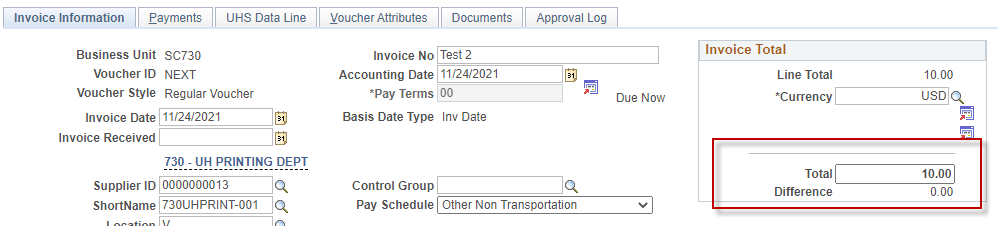 Invoice Information Payments UHS Data Line Voucher Attributes Documents Approval Log
Business Unit SC730
Voucher ID NEXT
Voucher Style Regular Voucher
Invoice Date 11/24/2021
Invoice Received
730 - UH PRINTING DEPT
Supplier ID 0000000013
ShortName 730UHPRINT-001
Location V
Invoice No Test 2
Accounting Date 11/24/2021
*Pay Terms 00 Due Now
Basis Date Type Inv Date
Control Group
Pay Schedule Other Non Transportation
Invoice Total
Line Total 10.00
*Currency USD
Total 10.00
Difference 0.00